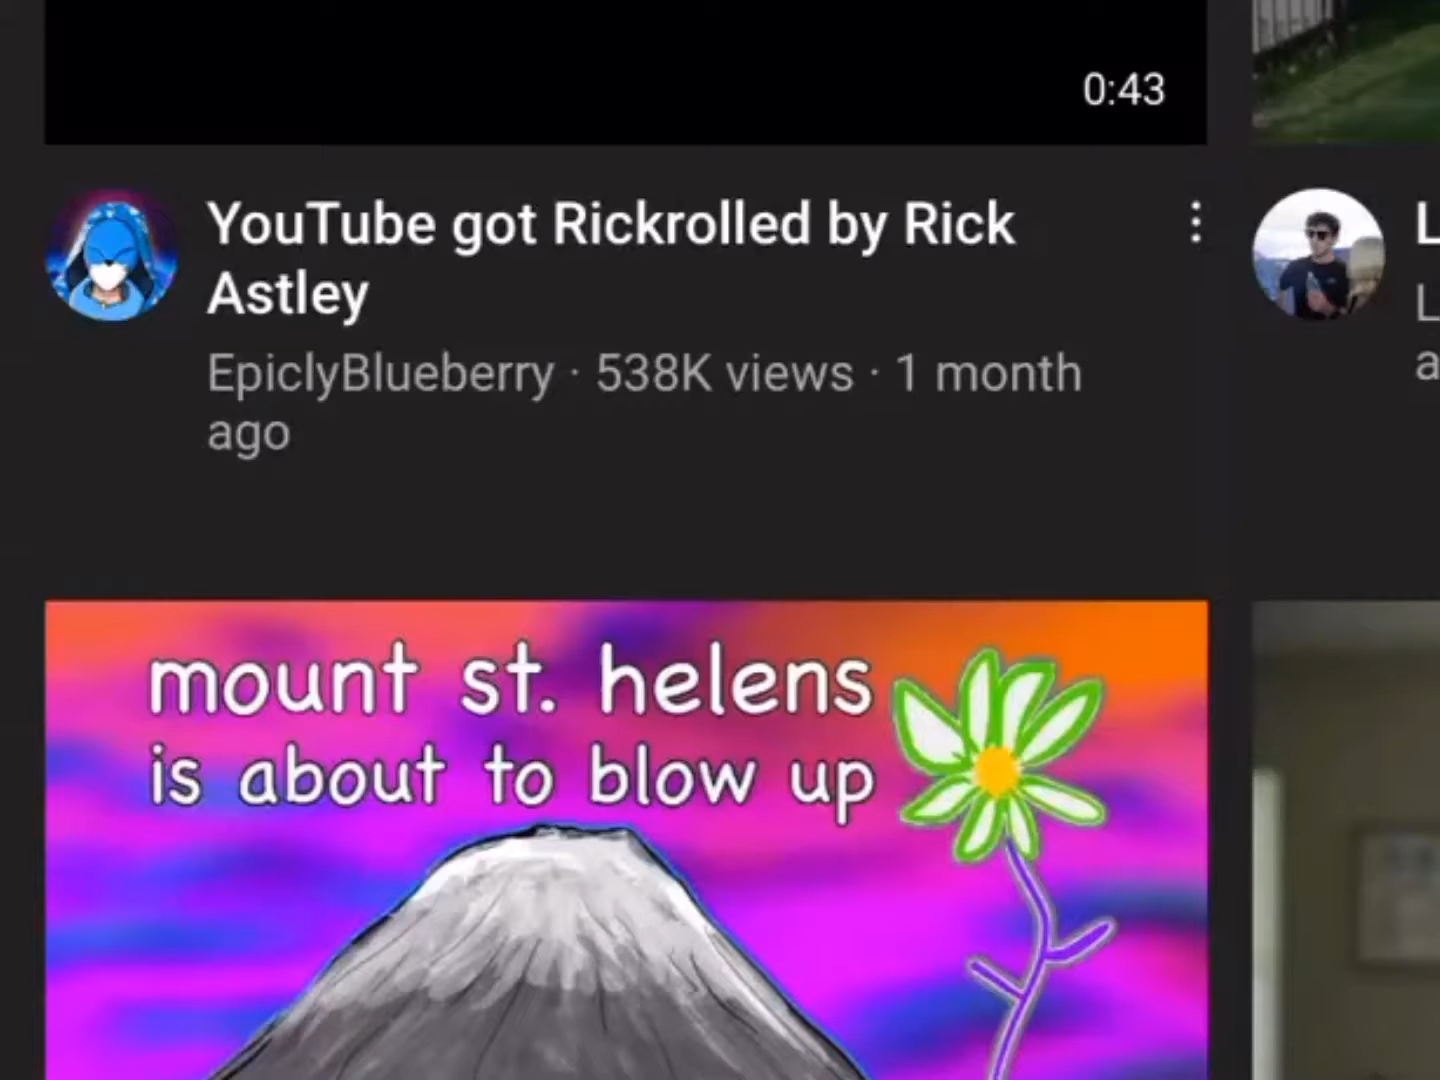 0:43
YouTube got Rickrolled by Rick
Astley
EpiclyBlueberry · 538K views · 1 month
ago
L
L
a
mount st. helens
is about to blow up